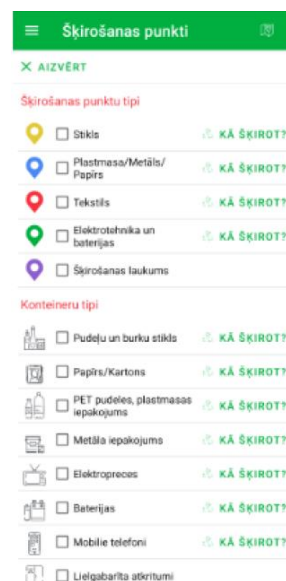 Šķirošanas punkti
X AIZVĒRT
Šķirošanas punktu tipi
Stikls KĀ ŠĶIROT?
Plastmasa/Metāls/
Papīrs KĀ ŠĶIROT?
Tekstils KĀ ŠĶIROT?
Elektrotehnika un
baterijas KĀ ŠĶIROT?
Šķirošanas laukums
Konteineru tipi
Pudeļu un burku stikls KĀ ŠĶIROT?
Papīrs/Kartons KĀ ŠĶIROT?
PET pudeles, plastmasas
iepakojums KĀ ŠĶIROT?
Metāla iepakojums KĀ ŠĶIROT?
Elektropreces KĀ ŠĶIROT?
Baterijas KĀ ŠĶIROT?
Mobilie telefoni KĀ ŠĶIROT?
Lielgabarīta atkritumi